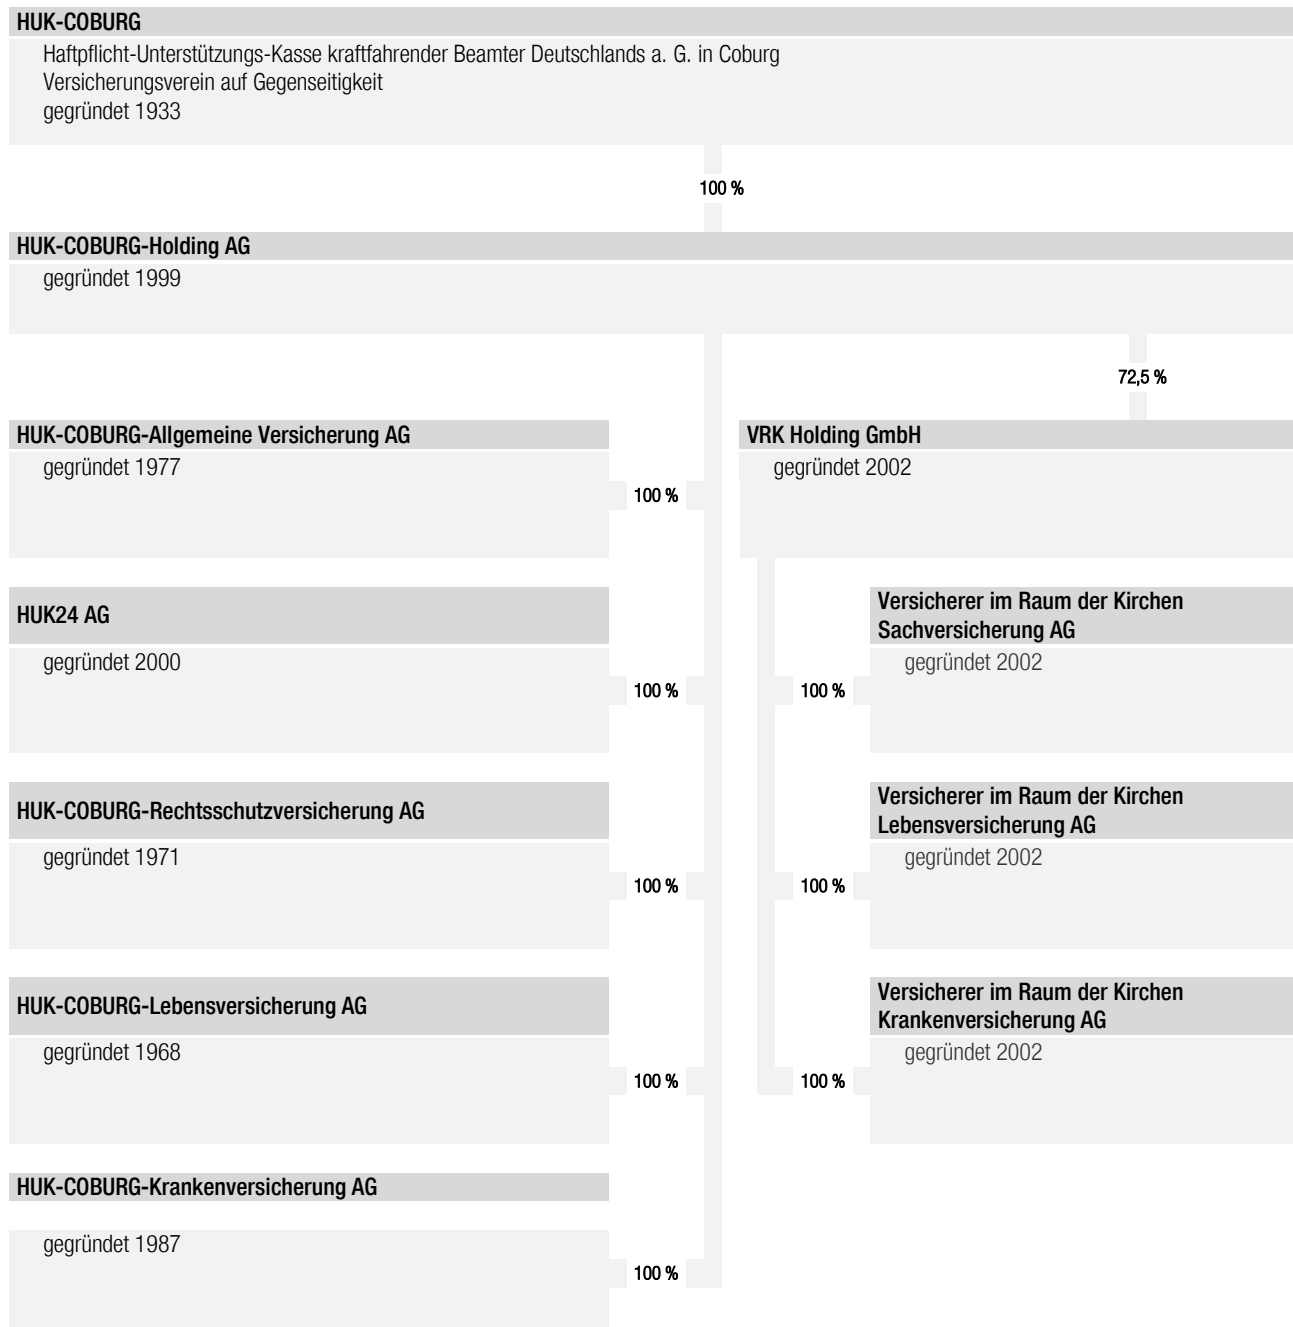 HUK-COBURG
Haftpflicht-Unterstützungs-Kasse kraftfahrender Beamter Deutschlands a. G. in Coburg
Versicherungsverein auf Gegenseitigkeit
gegründet 1933
100 %
HUK-COBURG-Holding AG
gegründet 1999
72,5 %
HUK-COBURG-Allgemeine Versicherung AG
gegründet 1977
100 %
VRK Holding GmbH
gegründet 2002
HUK24 AG
gegründet 2000
100 %
Versicherer im Raum der Kirchen
Sachversicherung AG
gegründet 2002
100 %
HUK-COBURG-Rechtsschutzversicherung AG
gegründet 1971
100 %
Versicherer im Raum der Kirchen
Lebensversicherung AG
gegründet 2002
100 %
HUK-COBURG-Lebensversicherung AG
gegründet 1968
100 %
Versicherer im Raum der Kirchen
Krankenversicherung AG
gegründet 2002
100 %
HUK-COBURG-Krankenversicherung AG
gegründet 1987
100 %